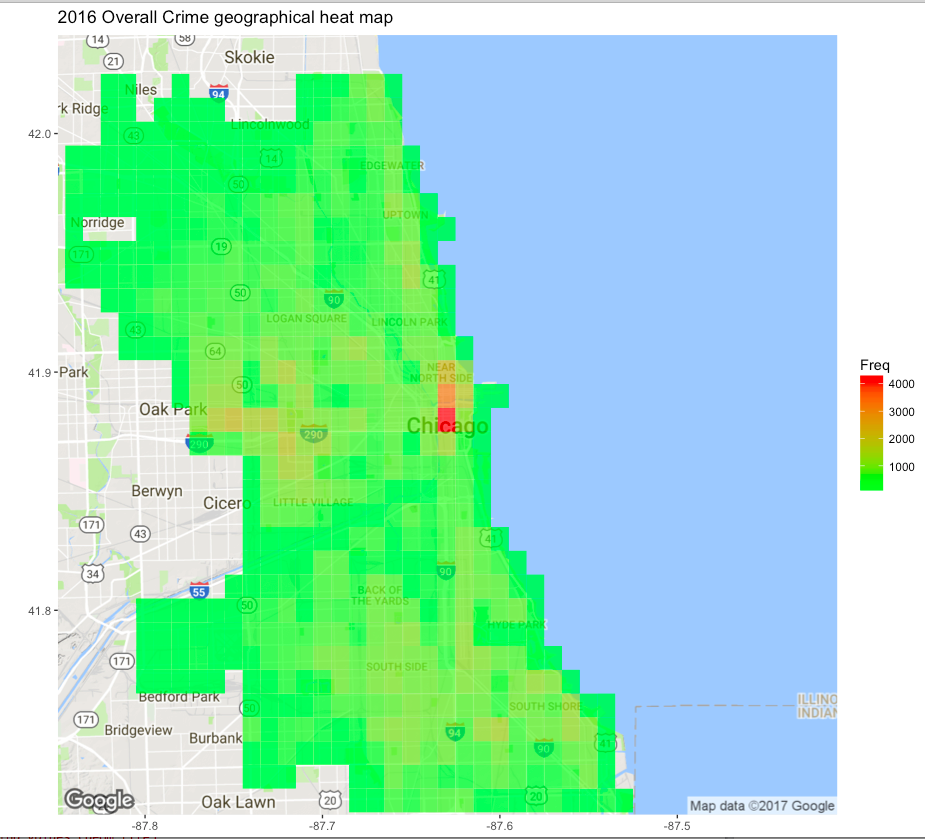 2016 Overall Crime geographical heat map
14
58
21
Skokie
Niles
94
rk Ridge
Lincolnwood
42.0
43
14
EDGEWATER
50
UPTOWN
Norridge
19
171
41
50
90
LOGAN SQUARE
LINCOLN PARK
43
64
NEAR
NORTH SIDE
41.9
Park
50
Oak Park
Chicago
290
290
Freq
4000
3000
2000
1000
Berwyn
Cicero
LITTLE VILLAGE
171
43
41
34
90
55
BACK OF
THE YARDS
50
41.8
HYDE PARK
171
SOUTH SIDE
Bedford Park
50
SOUTH SHORE
ILLINO
INDIAN
171
Bridgeview
Burbank
94
90
41
Google
Oak Lawn
20
20
Map data ©2017 Google
-87.8
-87.7
-87.6
-87.5